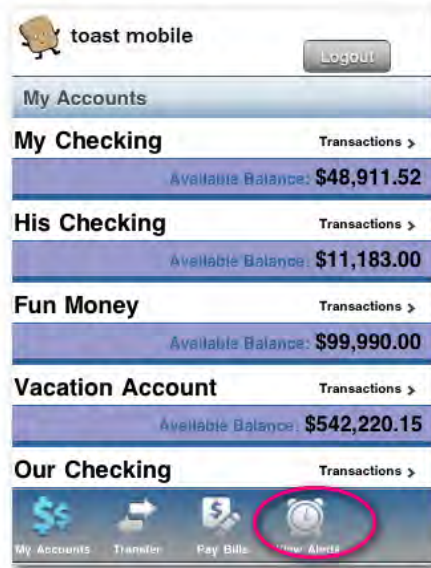 toast mobile
Logout
My Accounts
My Checking Transactions >
Available Balance: $48,911.52
His Checking Transactions >
Available Balance: $11,183.00
Fun Money Transactions >
Available Balance: $99,990.00
Vacation Account Transactions >
Available Balance: $542,220.15
Our Checking Transactions >
My Accounts Transfer Pay Bills View Alerts